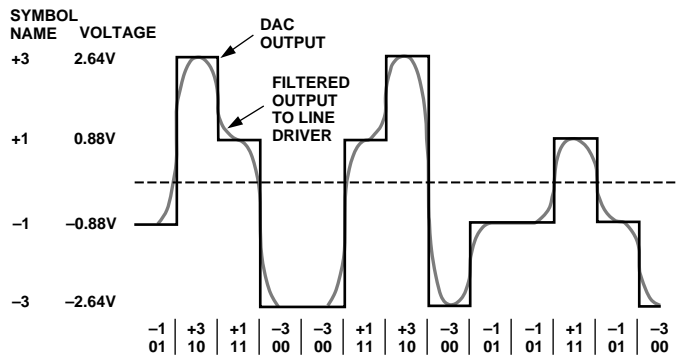 SYMBOL
NAME VOLTAGE
DAC
OUTPUT
+3 2.64V
FILTERED
OUTPUT
TO LINE
DRIVER
+1 0.88V
–1 –0.88V
–3 –2.64V
–1 +3 +1 –3 –3 +1 +3 –3 –1 –1 +1 –1 –3
01 10 11 00 00 11 10 00 01 01 11 01 00